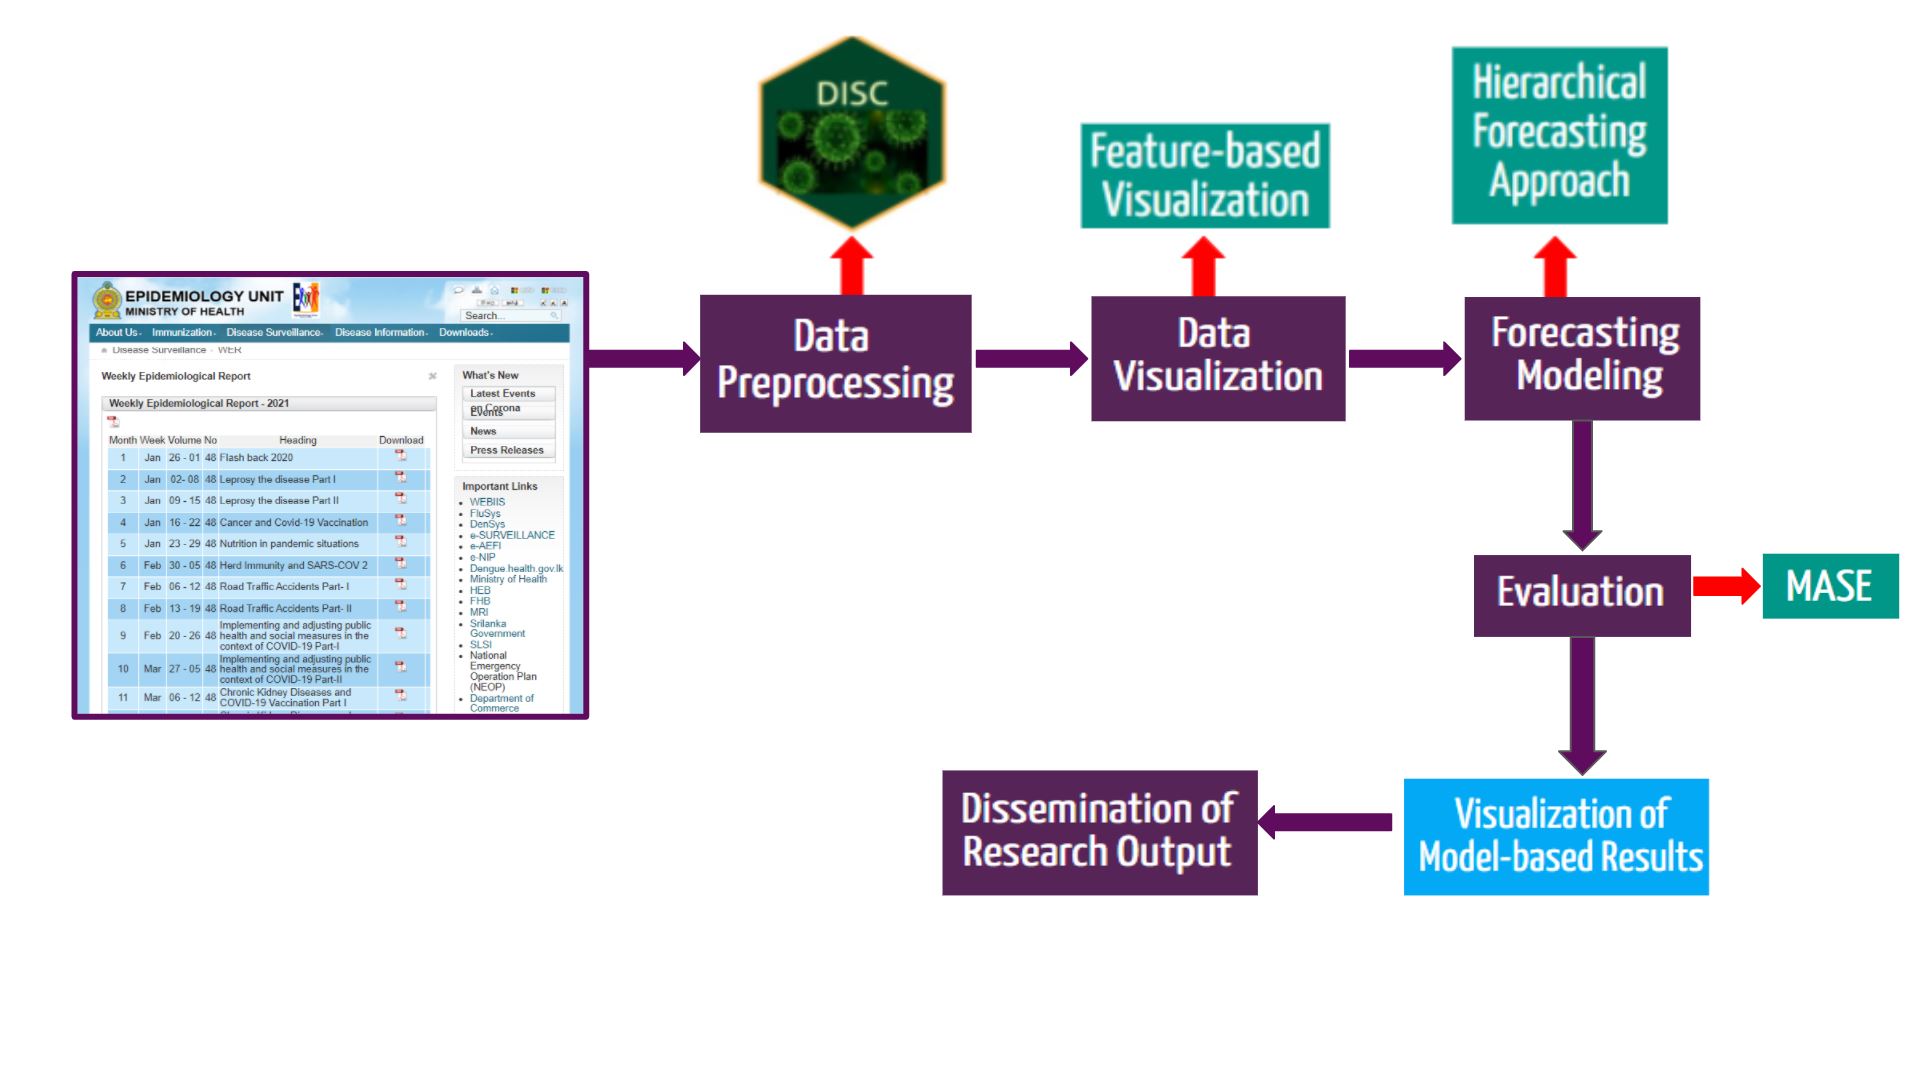 DISC
Feature-based
Visualization
Hierarchical
Forecasting
Approach
EPIDEMIOLOGY UNIT
MINISTRY OF HEALTH
Search...
About Us Immunization Disease Surveillance Disease Information Downloads
Disease Surveillance WER
Weekly Epidemiological Report
Weekly Epidemiological Report - 2021
Month Week Volume No Heading Download
1 Jan 26 - 01 48 Flash back 2020
2 Jan 02- 08 48 Leprosy the disease Part I
3 Jan 09 - 15 48 Leprosy the disease Part II
4 Jan 16 - 22 48 Cancer and Covid-19 Vaccination
5 Jan 23 - 29 48 Nutrition in pandemic situations
6 Feb 30 - 05 48 Herd Immunity and SARS-COV 2
7 Feb 06 - 12 48 Road Traffic Accidents Part- I
8 Feb 13 - 19 48 Road Traffic Accidents Part- II
9 Feb 20 - 26 48 Implementing and adjusting public
health and social measures in the
context of COVID-19 Part-I
10 Mar 27 - 05 48 Implementing and adjusting public
health and social measures in the
context of COVID-19 Part-II
11 Mar 06 - 12 48 Chronic Kidney Diseases and
COVID-19 Vaccination Part I
What's New
Latest Events
on Corona
Events
News
Press Releases
Important Links
WEBIIS
FluSys
DenSys
e-SURVEILLANCE
e-AEFI
e-NIP
Dengue.health.gov.lk
Ministry of Health
HEB
FHB
MRI
Srilanka
Government
SLSI
National
Emergency
Operation Plan
(NEOP)
Department of
Commerce
Data
Preprocessing
Data
Visualization
Forecasting
Modeling
Evaluation
MASE
Visualization of
Model-based Results
Dissemination of
Research Output